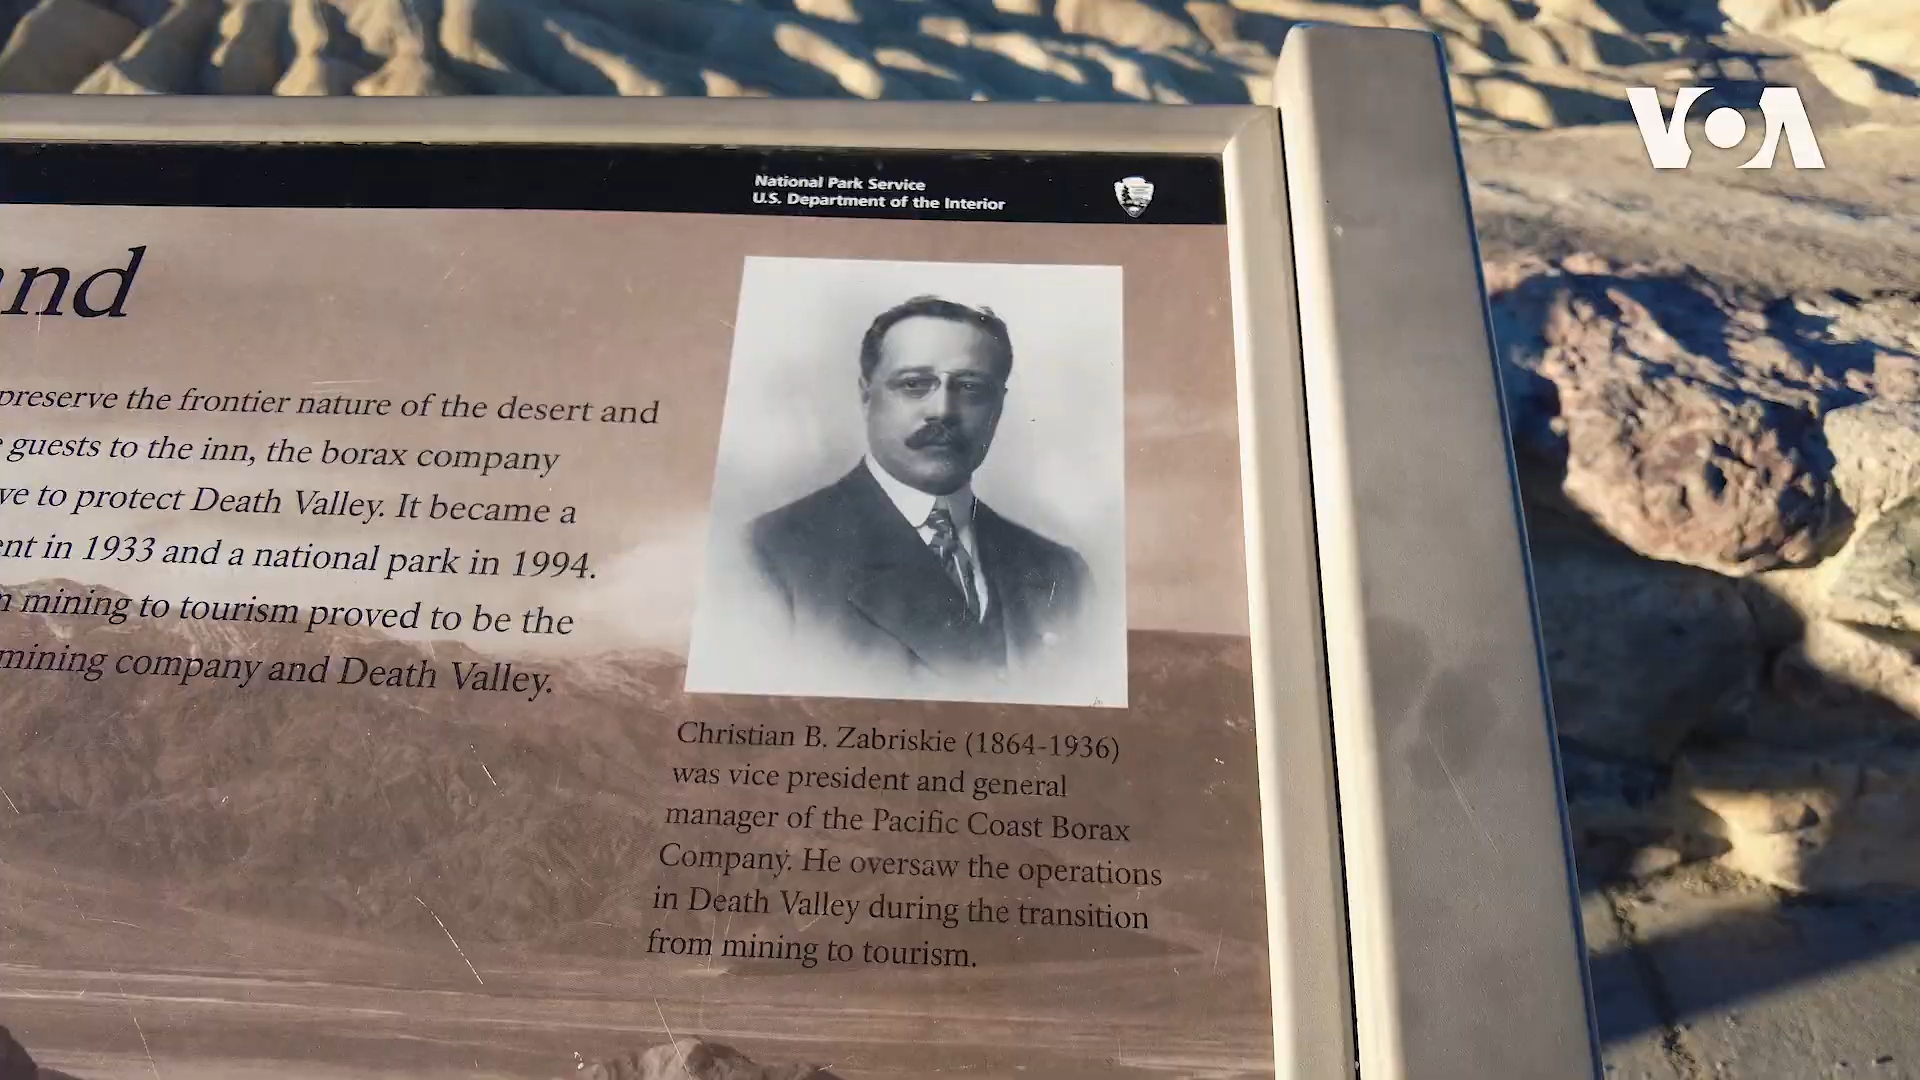 VOA
National Park Service
U.S. Department of the Interior
preserve the frontier nature of the desert and
guests to the inn, the borax company
to protect Death Valley. It became a
in 1933 and a national park in 1994.
mining to tourism proved to be the
mining company and Death Valley.
Christian B. Zabriskie (1864-1936)
was vice president and general
manager of the Pacific Coast Borax
Company. He oversaw the operations
in Death Valley during the transition
from mining to tourism.